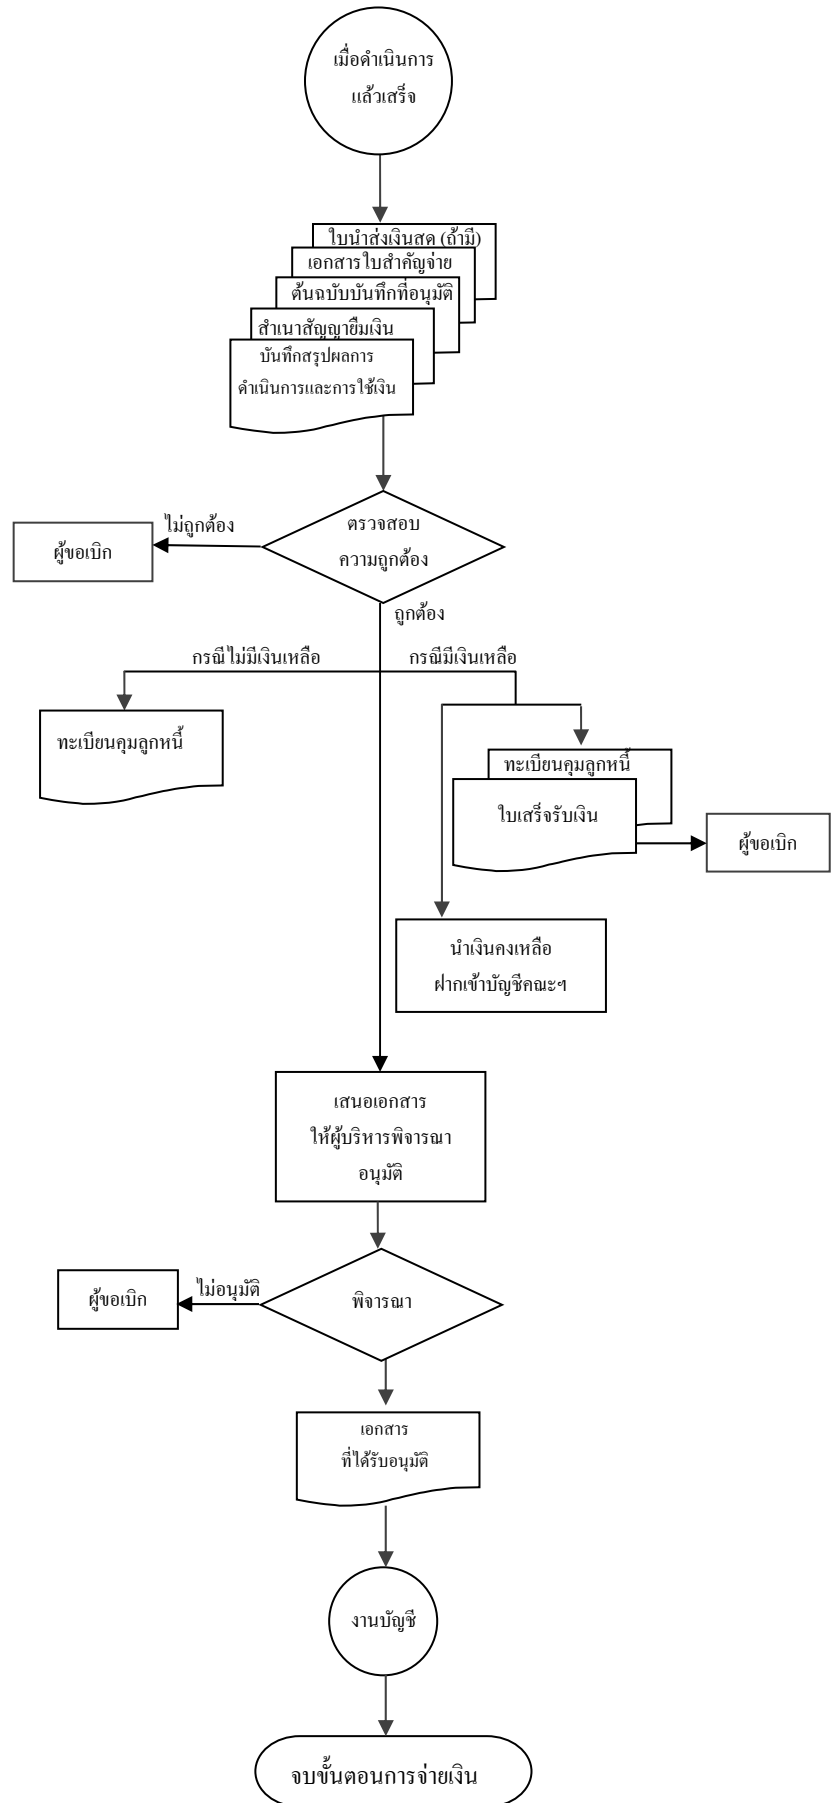 เมื่อดำเนินการ
แล้วเสร็จ
ใบนำส่งเงินสด (ถ้ามี)
เอกสารใบสำคัญจ่าย
ต้นฉบับบันทึกที่อนุมัติ
สำเนาสัญญายืมเงิน
บันทึกสรุปผลการ
ดำเนินการและการใช้เงิน
ตรวจสอบ
ความถูกต้อง
ไม่ถูกต้อง
ผู้ขอเบิก
ถูกต้อง
กรณีไม่มีเงินเหลือ
กรณีมีเงินเหลือ
ทะเบียนคุมลูกหนี้
ทะเบียนคุมลูกหนี้
ใบเสร็จรับเงิน
ผู้ขอเบิก
นำเงินคงเหลือ
ฝากเข้าบัญชีคณะฯ
เสนอเอกสาร
ให้ผู้บริหารพิจารณา
อนุมัติ
ไม่อนุมัติ
ผู้ขอเบิก
พิจารณา
เอกสาร
ที่ได้รับอนุมัติ
งานบัญชี
จบขั้นตอนการจ่ายเงิน